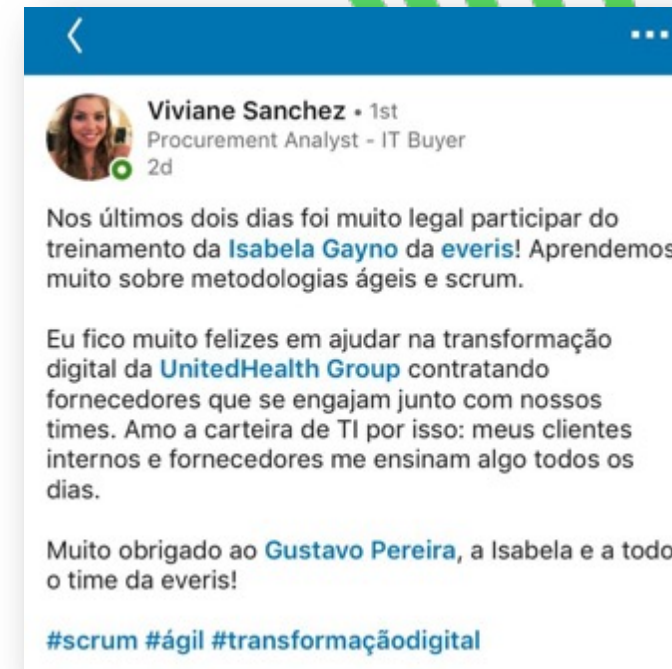 Viviane Sanchez • 1st
Procurement Analyst - IT Buyer
2d
Nos últimos dois dias foi muito legal participar do
treinamento da Isabela Gayno da everis! Aprendemos
muito sobre metodologias ágeis e scrum.
Eu fico muito felizes em ajudar na transformação
digital da UnitedHealth Group contratando
fornecedores que se engajam junto com nossos
times. Amo a carteira de TI por isso: meus clientes
internos e fornecedores me ensinam algo todos os
dias.
Muito obrigado ao Gustavo Pereira, a Isabela e a todo
o time da everis!
#scrum #ágil #transformaçãodigital